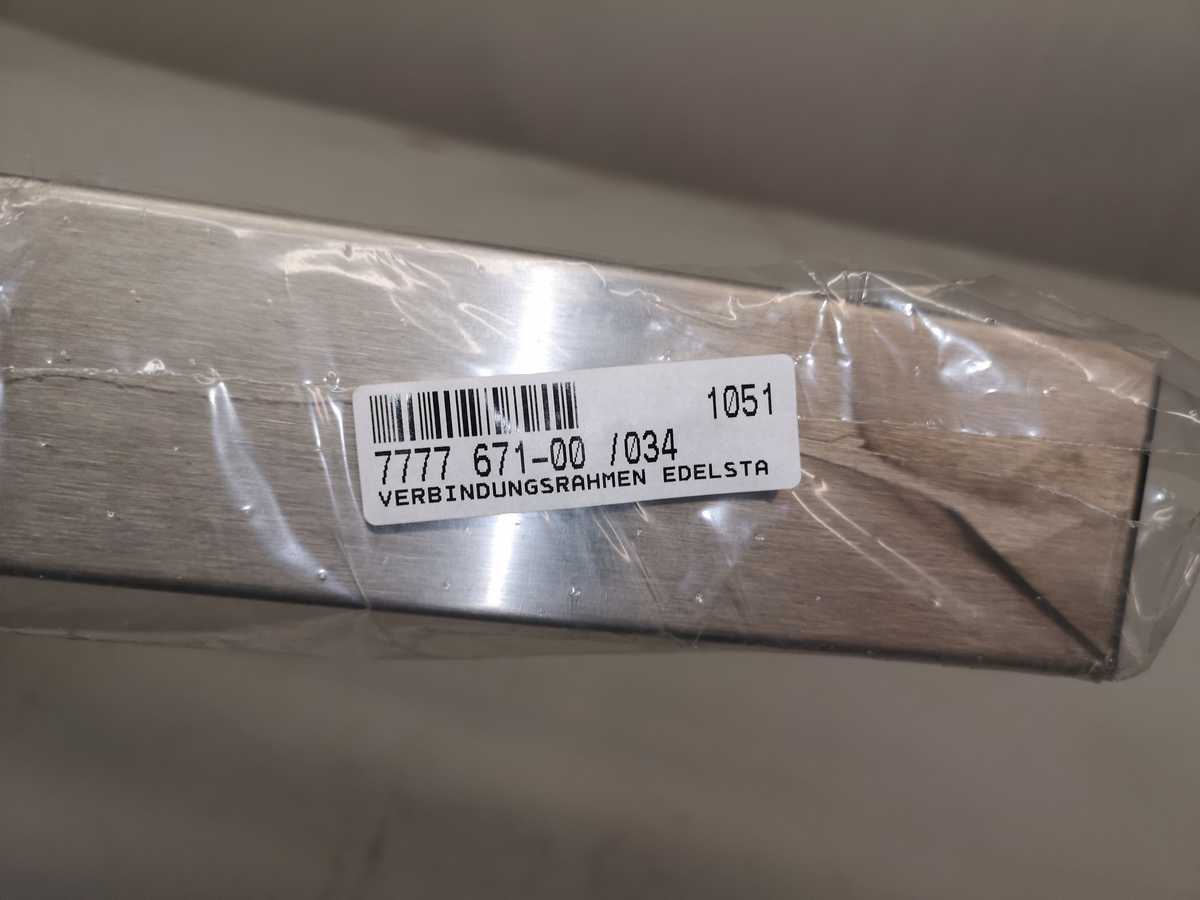 1051
7777 671-00 /034
VERBINDUNGSRAHMEN EDELSTA